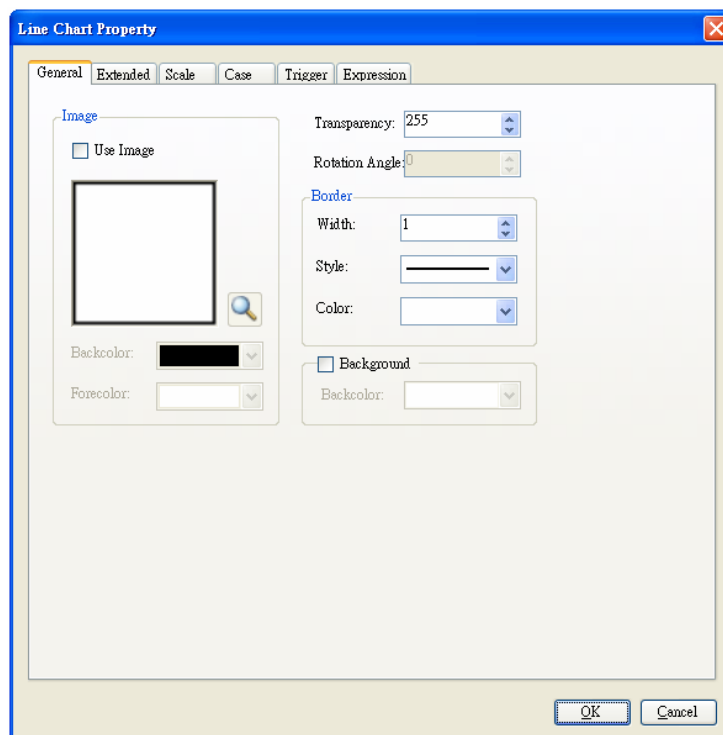 Line Chart Property
General Extended Scale Case Trigger Expression
Image
Use Image
Backcolor:
Forecolor:
Transparency: 255
Rotation Angle: 0
Border
Width: 1
Style:
Color:
Background
Backcolor:
OK Cancel